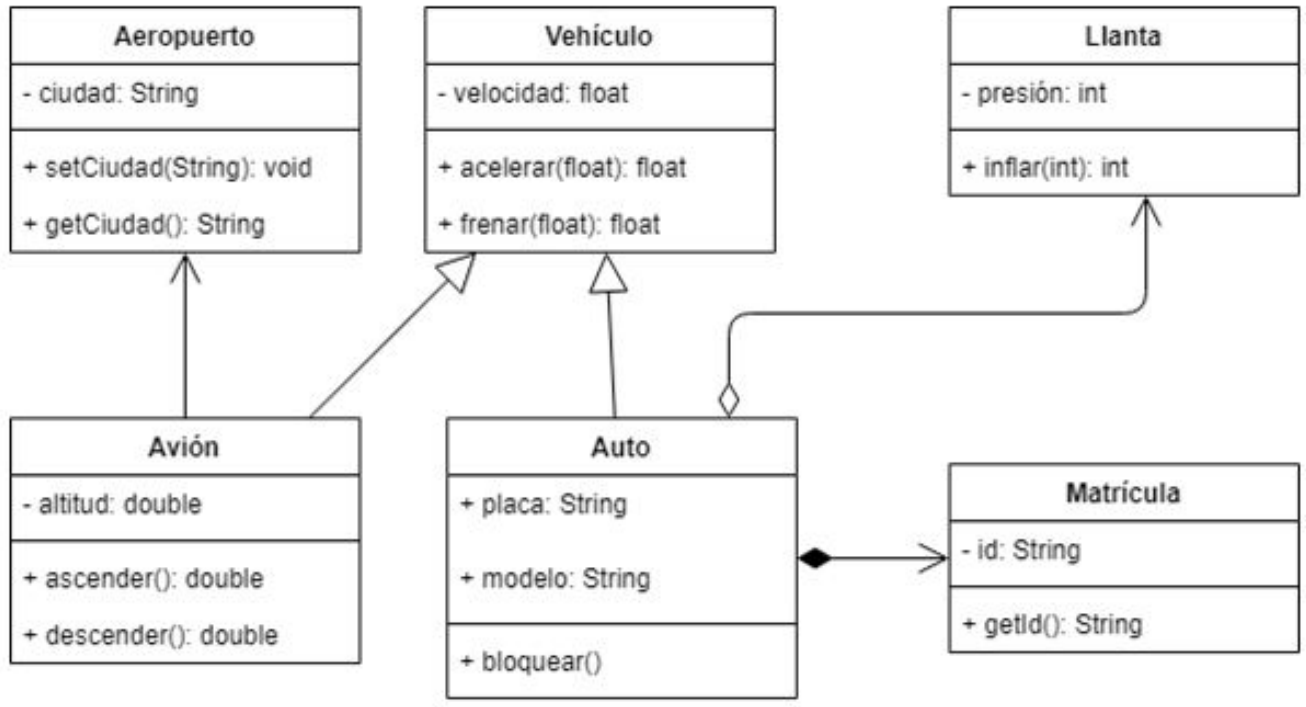 Aeropuerto
- ciudad: String
+ setCiudad(String): void
+ getCiudad(): String
Vehículo
- velocidad: float
+ acelerar(float): float
+ frenar(float): float
Llanta
- presión: int
+ inflar(int): int
Avión
- altitud: double
+ ascender(): double
+ descender(): double
Auto
+ placa: String
+ modelo: String
+ bloquear()
Matrícula
- id: String
+ getId(): String